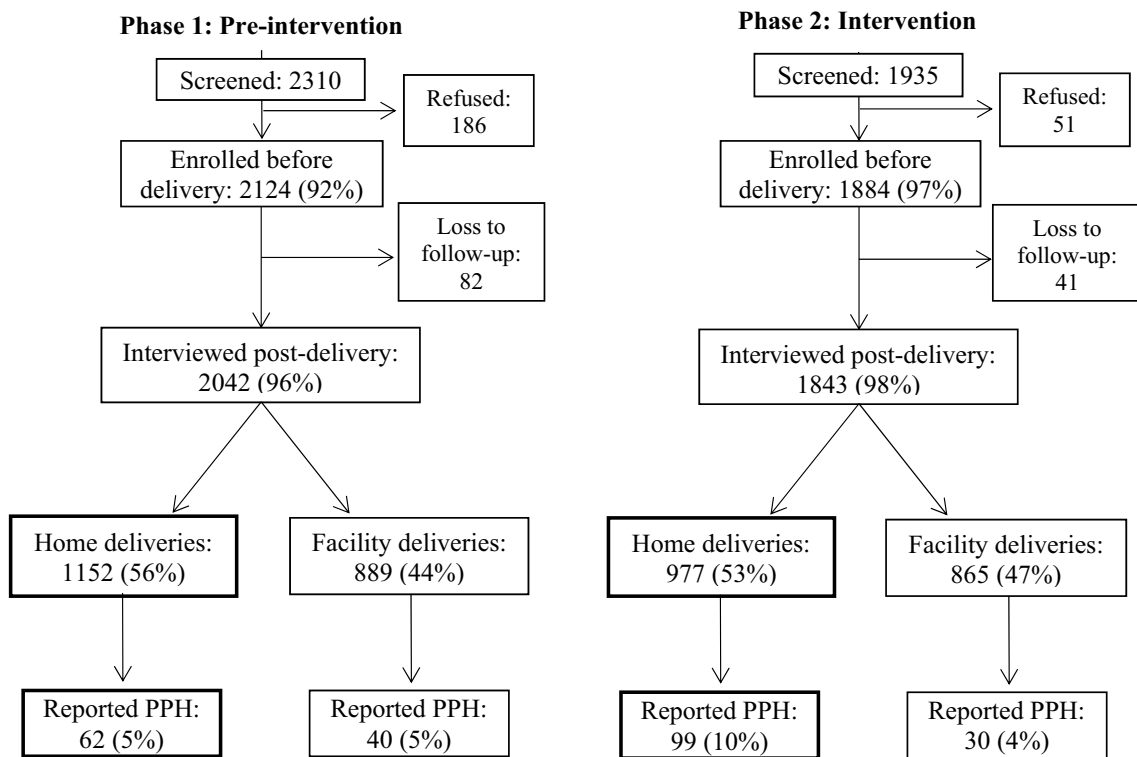 Phase 1: Pre-intervention
Screened: 2310
Refused:
186
Enrolled before
delivery: 2124 (92%)
Loss to
follow-up:
82
Interviewed post-delivery:
2042 (96%)
Home deliveries:
1152 (56%)
Facility deliveries:
889 (44%)
Reported PPH:
62 (5%)
Reported PPH:
40 (5%)
Phase 2: Intervention
Screened: 1935
Refused:
51
Enrolled before
delivery: 1884 (97%)
Loss to
follow-up:
41
Interviewed post-delivery:
1843 (98%)
Home deliveries:
977 (53%)
Facility deliveries:
865 (47%)
Reported PPH:
99 (10%)
Reported PPH:
30 (4%)